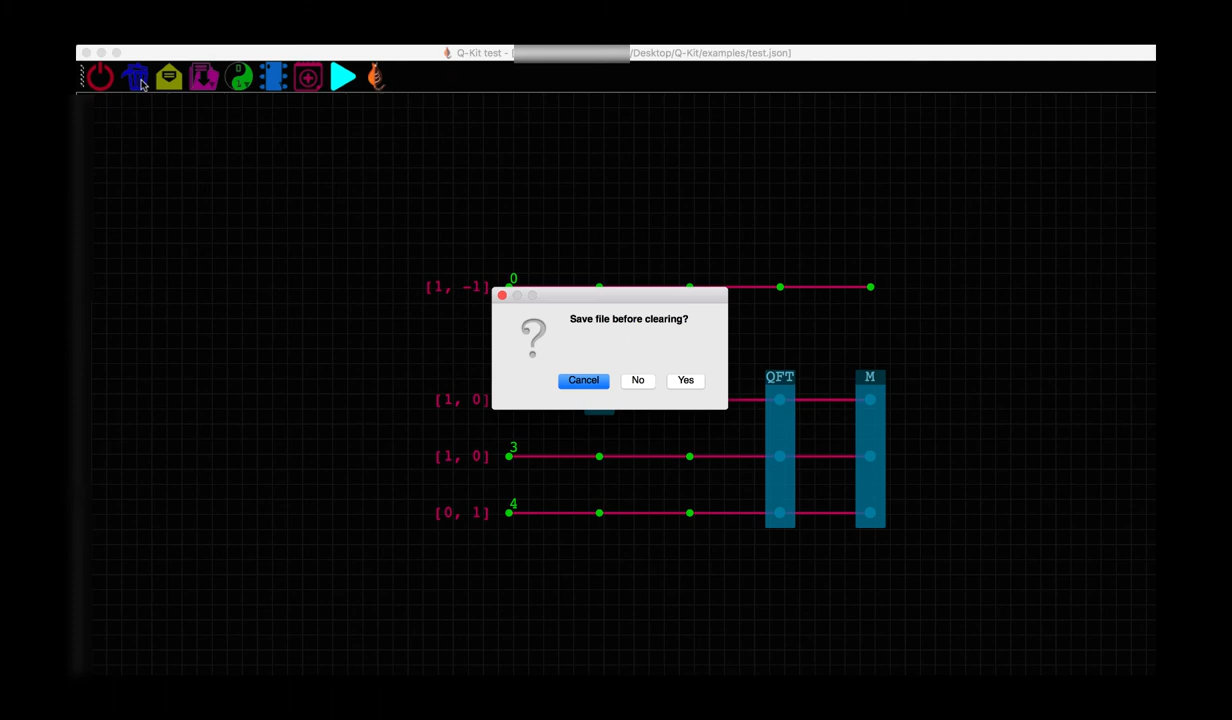 Q-Kit test - [/Desktop/Q-Kit/examples/test.json]
[1, -1] 0
Save file before clearing?
Cancel No Yes
QFT M
[1, 0]
[1, 0] 3
[0, 1] 4